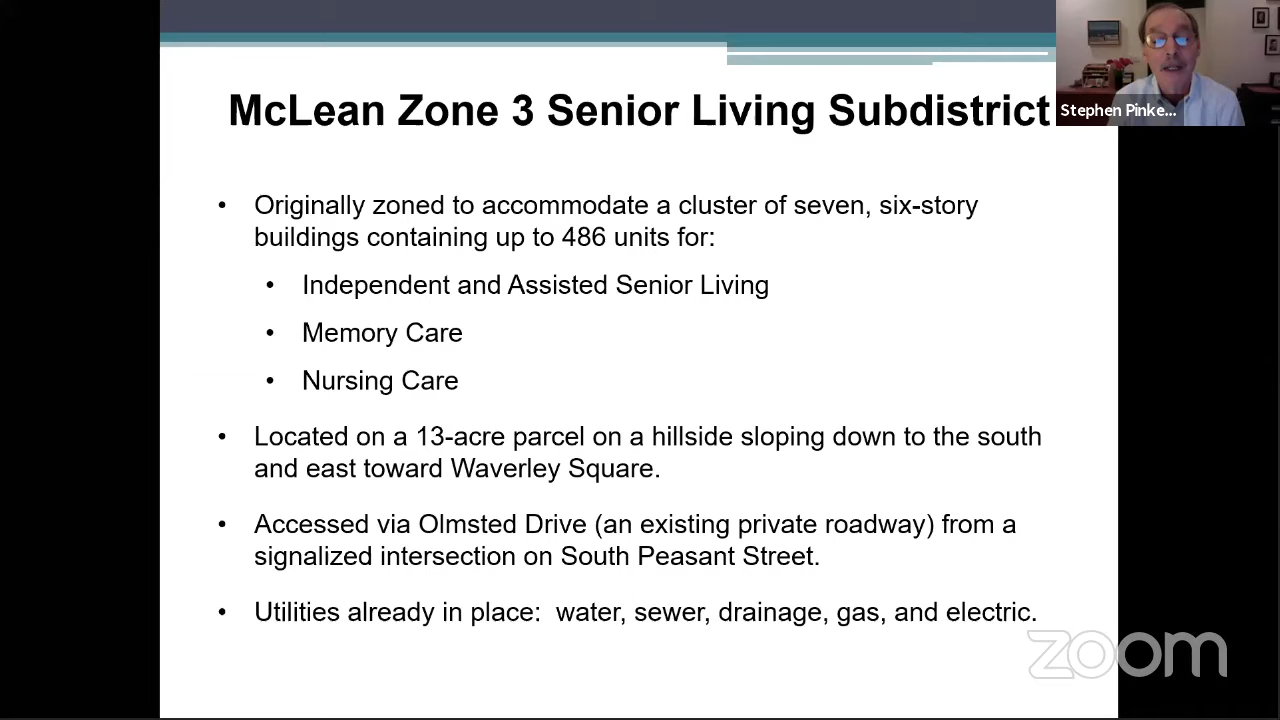 McLean Zone 3 Senior Living Subdistrict
Stephen Pinke...
• Originally zoned to accommodate a cluster of seven, six-story
buildings containing up to 486 units for:
• Independent and Assisted Senior Living
• Memory Care
• Nursing Care
• Located on a 13-acre parcel on a hillside sloping down to the south
and east toward Waverley Square.
• Accessed via Olmsted Drive (an existing private roadway) from a
signalized intersection on South Peasant Street.
• Utilities already in place:  water, sewer, drainage, gas, and electric.
zoom